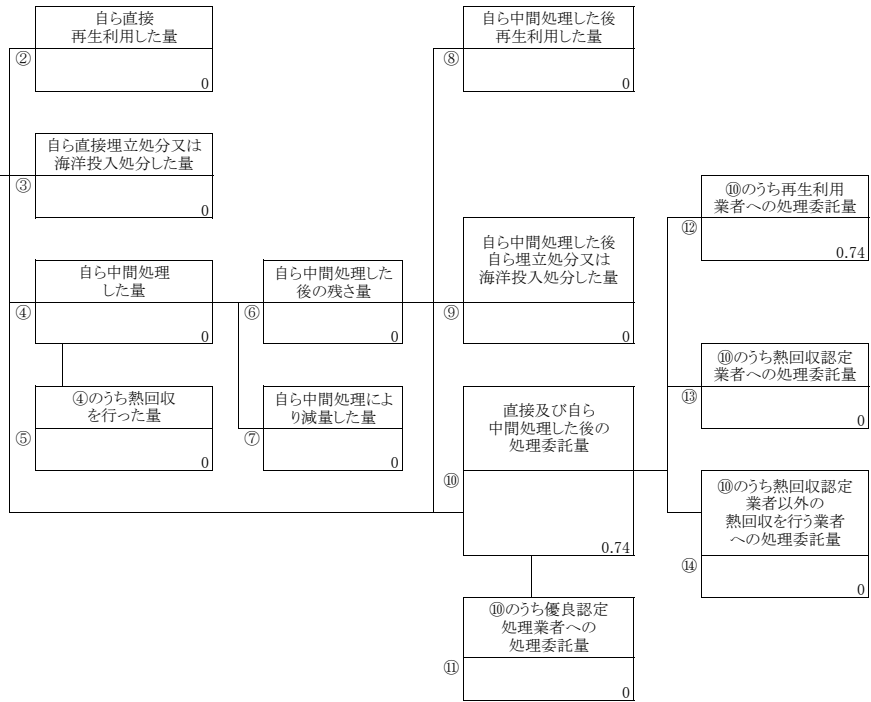 自ら直接
再生利用した量
②
0
自ら直接埋立処分又は
海洋投入処分した量
③
0
自ら中間処理
した量
④
0
④のうち熱回収
を行った量
⑤
0
自ら中間処理した
後の残さ量
⑥
0
自ら中間処理によ
り減量した量
⑦
0
自ら中間処理した後
再生利用した量
⑧
0
自ら中間処理した後
自ら埋立処分又は
海洋投入処分した量
⑨
0
直接及び自ら
中間処理した後の
処理委託量
⑩
0.74
⑩のうち優良認定
処理業者への
処理委託量
⑪
0
⑩のうち再生利用
業者への処理委託量
⑫
0.74
⑩のうち熱回収認定
業者への処理委託量
⑬
0
⑩のうち熱回収認定
業者以外の
熱回収を行う業者
への処理委託量
⑭
0